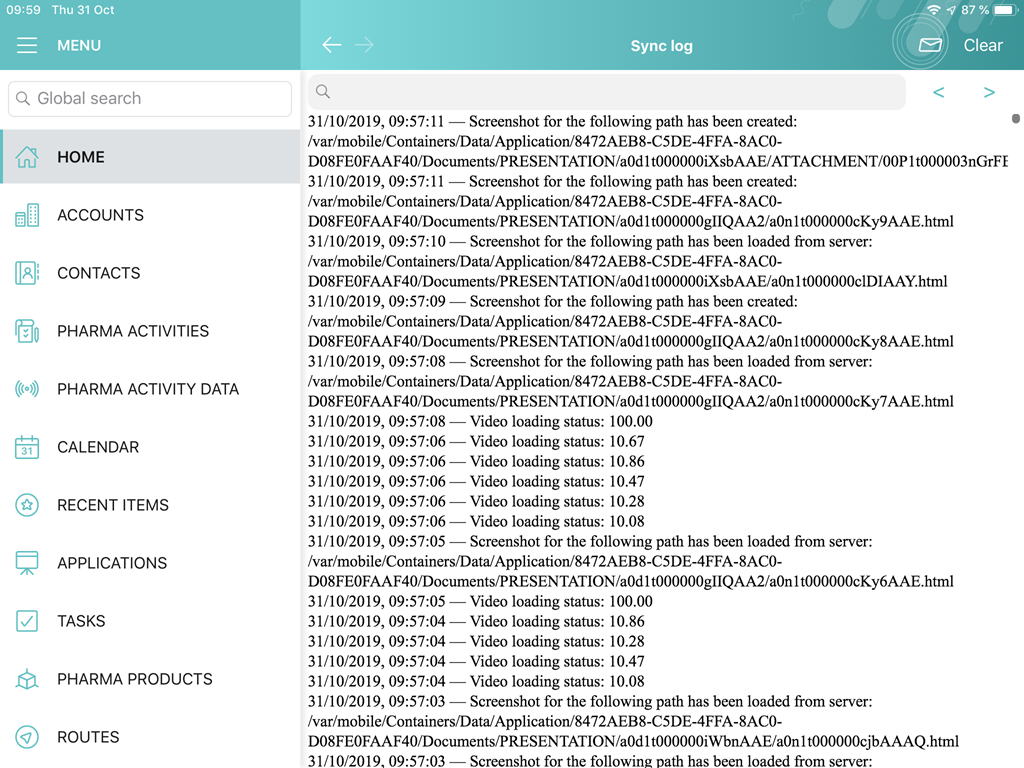 09:59 Thu 31 Oct
87 %
MENU
Sync log
Clear
Global search
HOME
ACCOUNTS
CONTACTS
PHARMA ACTIVITIES
PHARMA ACTIVITY DATA
31
CALENDAR
RECENT ITEMS
APPLICATIONS
TASKS
PHARMA PRODUCTS
ROUTES
< >
31/10/2019, 09:57:11 — Screenshot for the following path has been created:
/var/mobile/Containers/Data/Application/8472AEB8-C5DE-4FFA-8AC0-
D08FE0FAAF40/Documents/PRESENTATION/a0d1t000000iXsbAAE/ATTACHMENT/00P1t000003nGrFE
31/10/2019, 09:57:11 — Screenshot for the following path has been created:
/var/mobile/Containers/Data/Application/8472AEB8-C5DE-4FFA-8AC0-
D08FE0FAAF40/Documents/PRESENTATION/a0d1t000000gIIQAA2/a0n1t000000cKy9AAE.html
31/10/2019, 09:57:10 — Screenshot for the following path has been loaded from server:
/var/mobile/Containers/Data/Application/8472AEB8-C5DE-4FFA-8AC0-
D08FE0FAAF40/Documents/PRESENTATION/a0d1t000000iXsbAAE/a0n1t000000clDIAAY.html
31/10/2019, 09:57:09 — Screenshot for the following path has been created:
/var/mobile/Containers/Data/Application/8472AEB8-C5DE-4FFA-8AC0-
D08FE0FAAF40/Documents/PRESENTATION/a0d1t000000gIIQAA2/a0n1t000000cKy8AAE.html
31/10/2019, 09:57:08 — Screenshot for the following path has been loaded from server:
/var/mobile/Containers/Data/Application/8472AEB8-C5DE-4FFA-8AC0-
D08FE0FAAF40/Documents/PRESENTATION/a0d1t000000gIIQAA2/a0n1t000000cKy7AAE.html
31/10/2019, 09:57:08 — Video loading status: 100.00
31/10/2019, 09:57:06 — Video loading status: 10.67
31/10/2019, 09:57:06 — Video loading status: 10.86
31/10/2019, 09:57:06 — Video loading status: 10.47
31/10/2019, 09:57:06 — Video loading status: 10.28
31/10/2019, 09:57:06 — Video loading status: 10.08
31/10/2019, 09:57:05 — Screenshot for the following path has been loaded from server:
/var/mobile/Containers/Data/Application/8472AEB8-C5DE-4FFA-8AC0-
D08FE0FAAF40/Documents/PRESENTATION/a0d1t000000gIIQAA2/a0n1t000000cKy6AAE.html
31/10/2019, 09:57:05 — Video loading status: 100.00
31/10/2019, 09:57:04 — Video loading status: 10.86
31/10/2019, 09:57:04 — Video loading status: 10.28
31/10/2019, 09:57:04 — Video loading status: 10.47
31/10/2019, 09:57:04 — Video loading status: 10.08
31/10/2019, 09:57:03 — Screenshot for the following path has been loaded from server:
/var/mobile/Containers/Data/Application/8472AEB8-C5DE-4FFA-8AC0-
D08FE0FAAF40/Documents/PRESENTATION/a0d1t000000iWbnAAE/a0n1t000000cjbAAAQ.html
31/10/2019, 09:57:03 — Screenshot for the following path has been loaded from server: